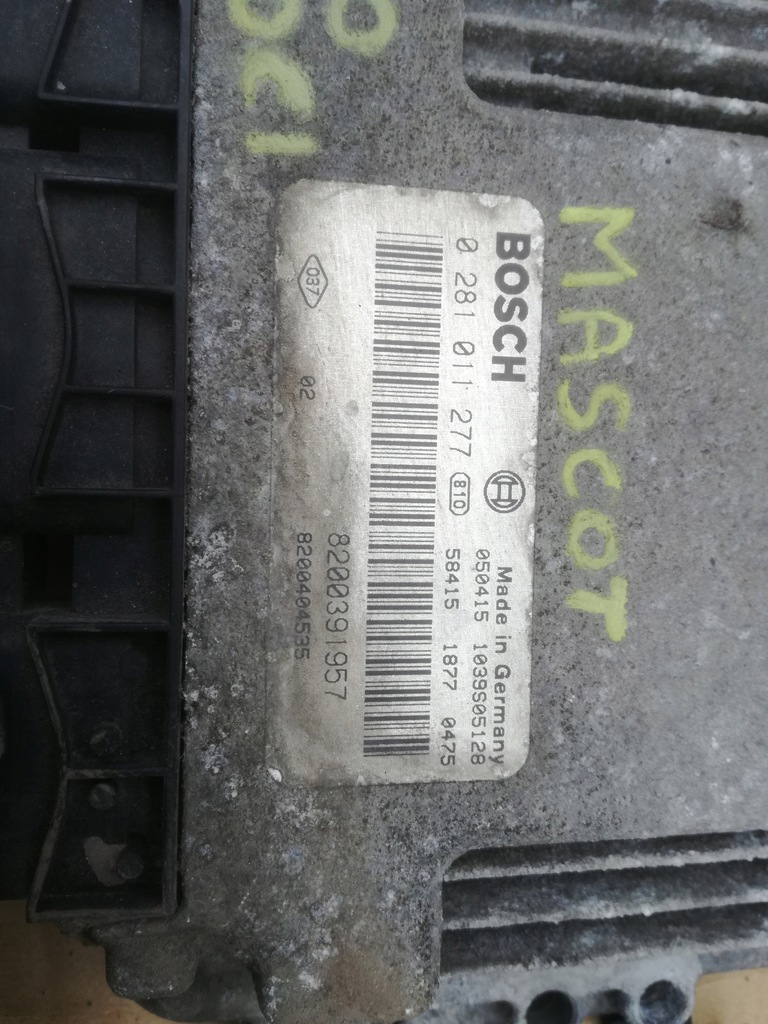 MASCOT
BOSCH
Made in Germany
050415 1039S05128
0 281 011 277 810 58415 1877 0475
8200391957
037 02 8200404535
DCI